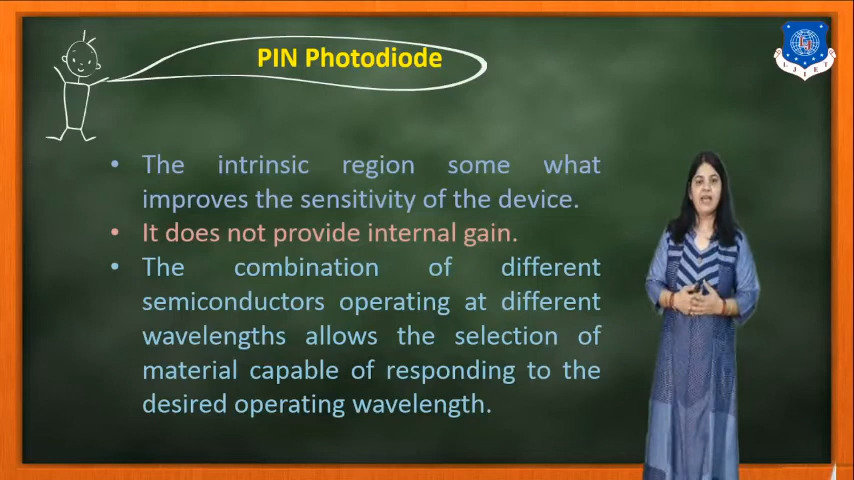 PIN Photodiode
• The intrinsic region some what
improves the sensitivity of the device.
• It does not provide internal gain.
• The combination of different
semiconductors operating at different
wavelengths allows the selection of
material capable of responding to the
desired operating wavelength.
LJIET